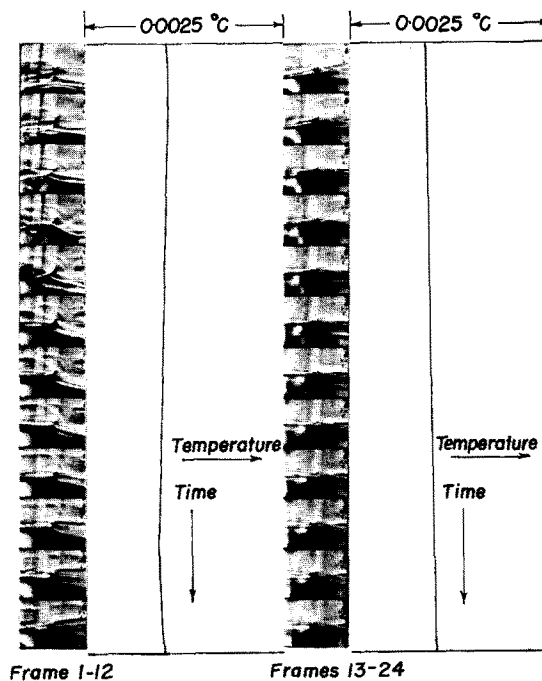 0·0025 °C
0·0025 °C
Temperature
Time
Temperature
Time
Frame 1-12
Frames 13-24